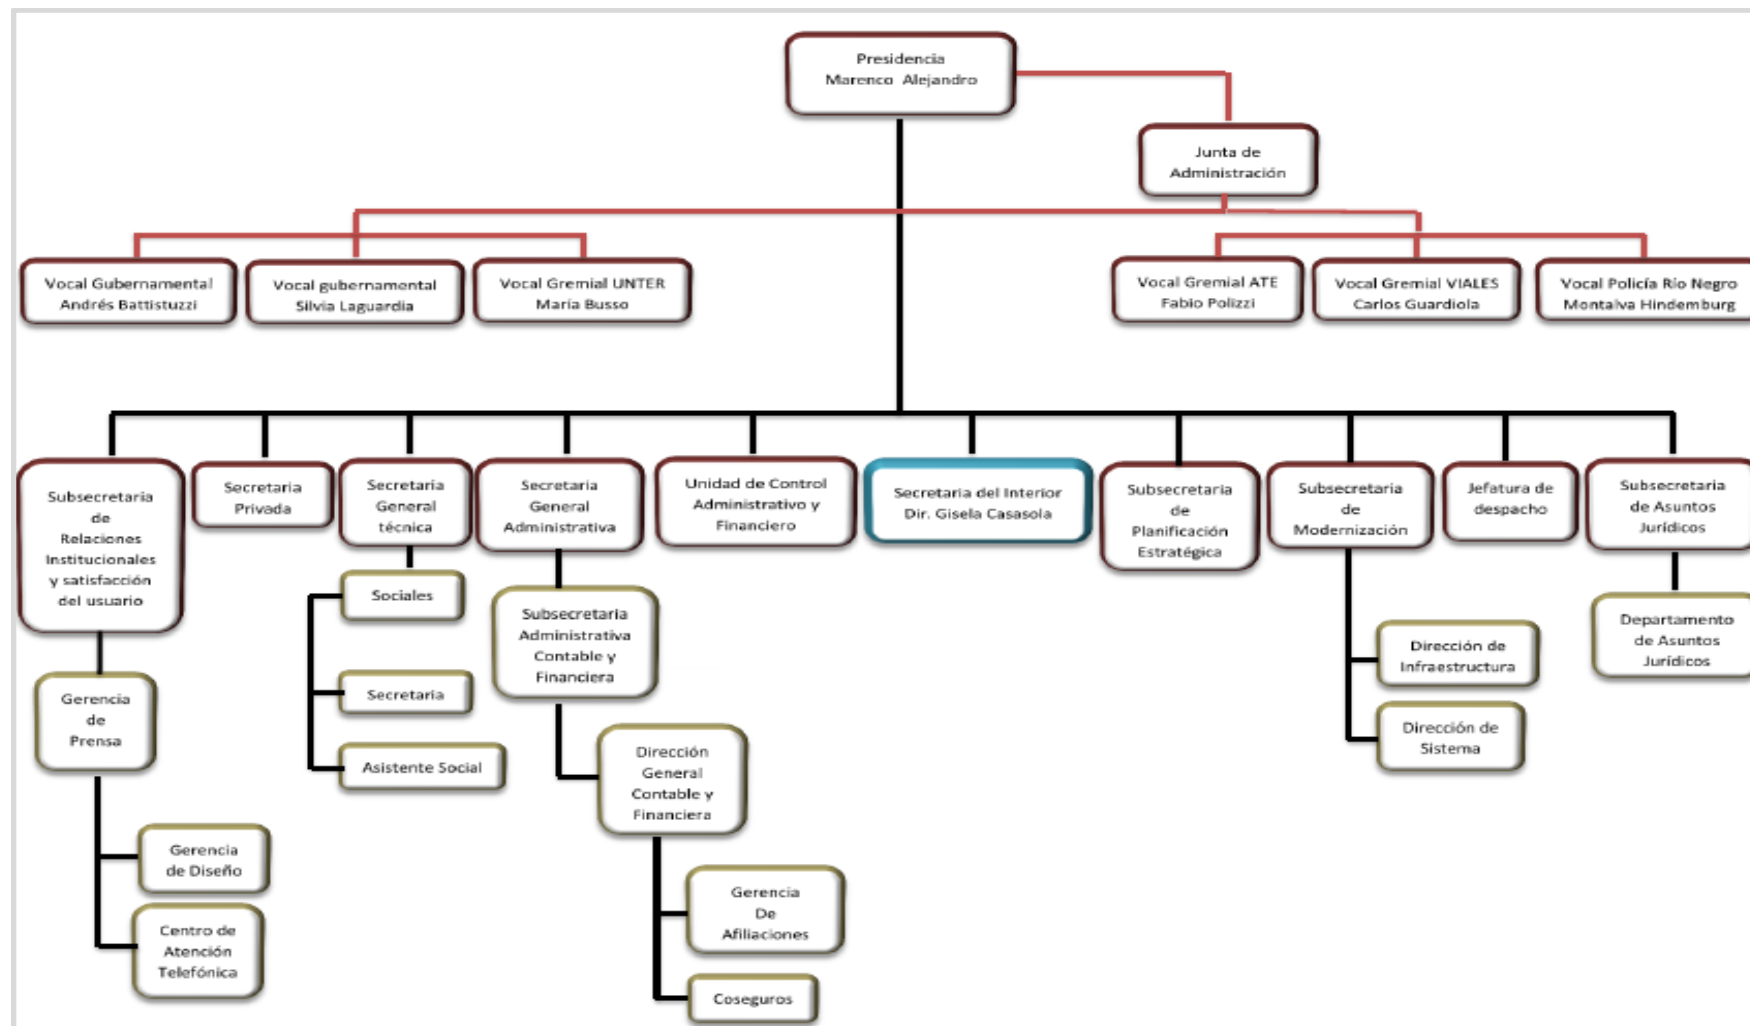 Presidencia
Marenco Alejandro
Junta de
Administración
Vocal Gubernamental
Andrés Battistuzzi
Vocal gubernamental
Silvia Laguardia
Vocal Gremial UNTER
María Busso
Vocal Gremial ATE
Fabio Polizzi
Vocal Gremial VIALES
Carlos Guardiola
Vocal Policía Río Negro
Montalva Hindemburg
Subsecretaria
de
Relaciones
Institucionales
y satisfacción
del usuario
Secretaria
Privada
Secretaria
General
técnica
Secretaria
General
Administrativa
Unidad de Control
Administrativo y
Financiero
Secretaria del Interior
Dir. Gisela Casasola
Subsecretaria
de
Planificación
Estratégica
Subsecretaria
de
Modernización
Jefatura de
despacho
Subsecretaria
de Asuntos
Jurídicos
Gerencia
de
Prensa
Gerencia
de Diseño
Centro de
Atención
Telefónica
Sociales
Secretaría
Asistente Social
Subsecretaria
Administrativa
Contable y
Financiera
Dirección
General
Contable y
Financiera
Gerencia
De
Afiliaciones
Coseguros
Dirección de
Infraestructura
Dirección de
Sistema
Departamento
de Asuntos
Jurídicos